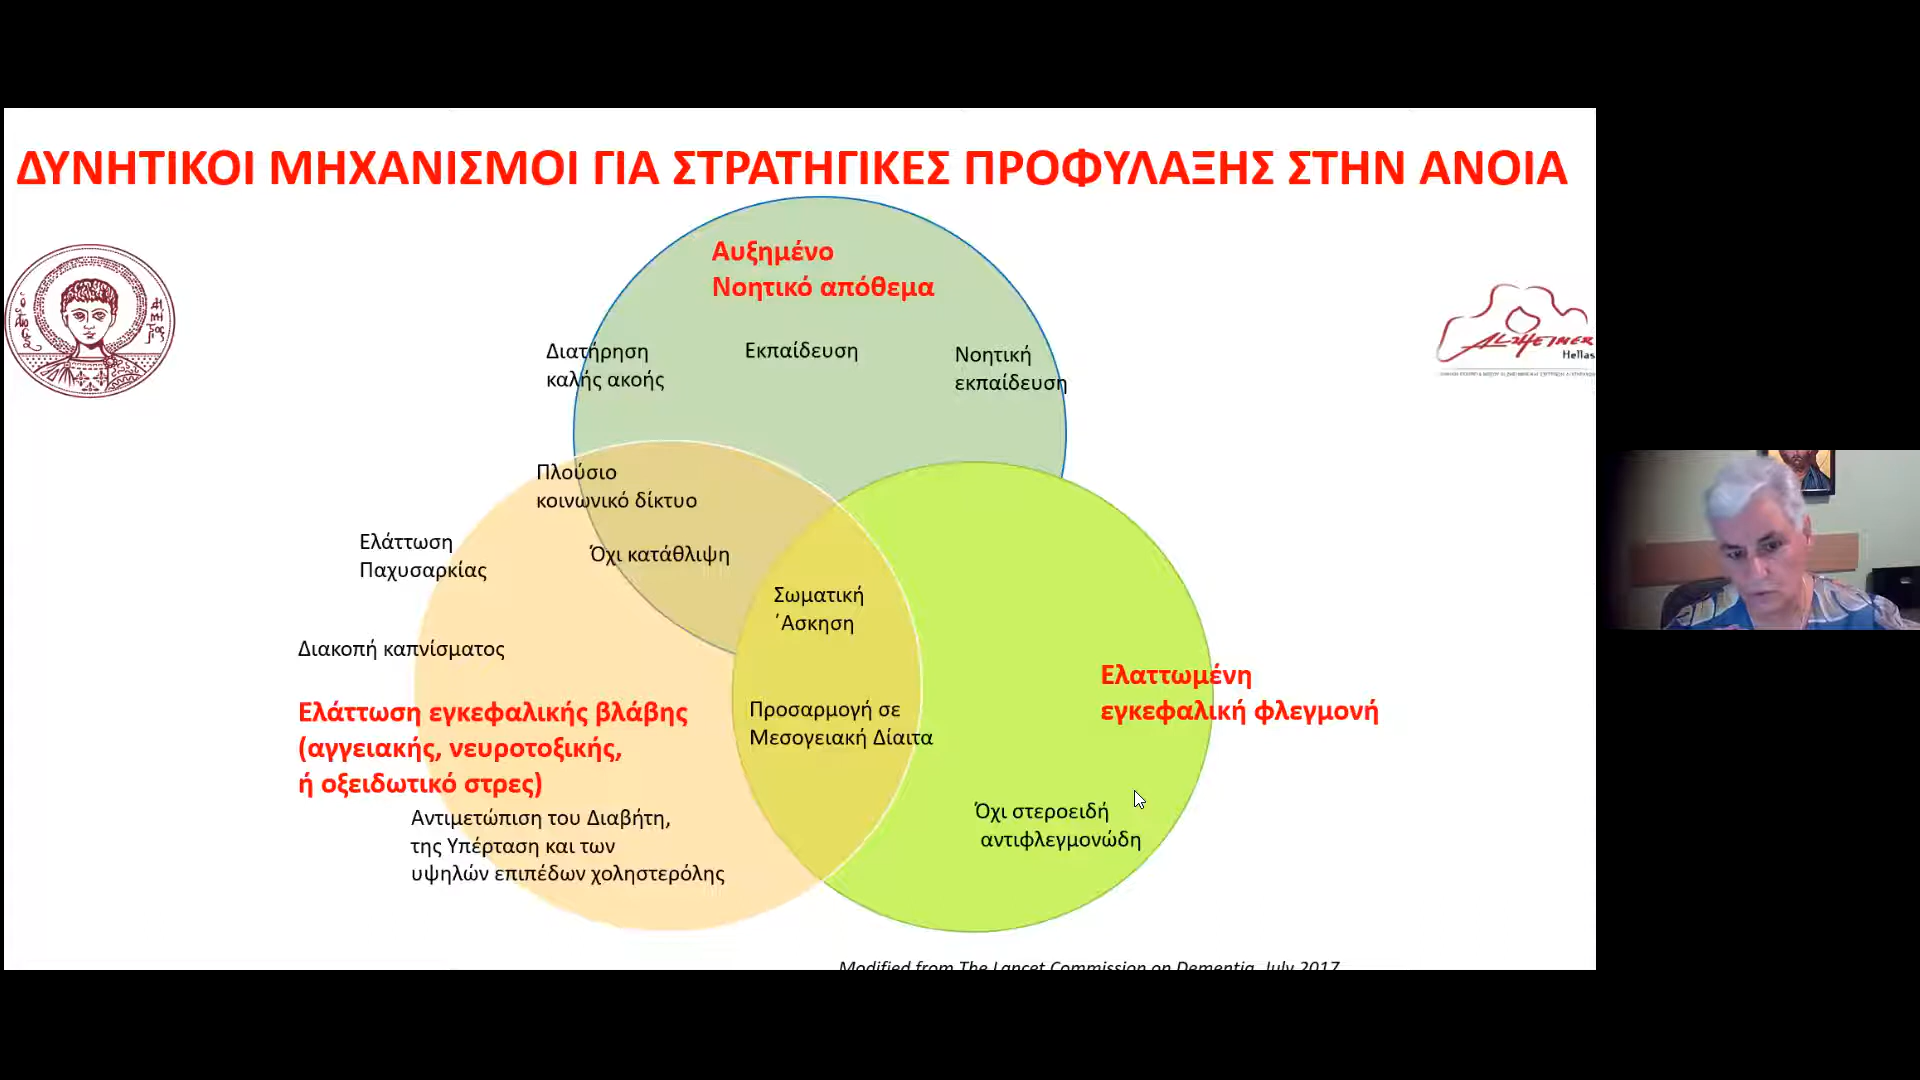 ΔΥΝΗΤΙΚΟΙ ΜΗΧΑΝΙΣΜΟΙ ΓΙΑ ΣΤΡΑΤΗΓΙΚΕΣ ΠΡΟΦΥΛΑΞΗΣ ΣΤΗΝ ΑΝΟΙΑ
Αυξημένο
Νοητικό απόθεμα
Διατήρηση
καλής ακοής
Εκπαίδευση
Νοητική
εκπαίδευση
ALZHEIMER
Hellas
Πλούσιο
κοινωνικό δίκτυο
Όχι κατάθλιψη
Ελάττωση
Παχυσαρκίας
Σωματική
΄Ασκηση
Διακοπή καπνίσματος
Ελάττωση εγκεφαλικής βλάβης
(αγγειακής, νευροτοξικής,
ή οξειδωτικό στρες)
Προσαρμογή σε
Μεσογειακή Δίαιτα
Ελαττωμένη
εγκεφαλική φλεγμονή
Αντιμετώπιση του Διαβήτη,
της Υπέρταση και των
υψηλών επιπέδων χοληστερόλης
Όχι στεροειδή
αντιφλεγμονώδη
Modified from The Lancet Commission on Dementia, July 2017